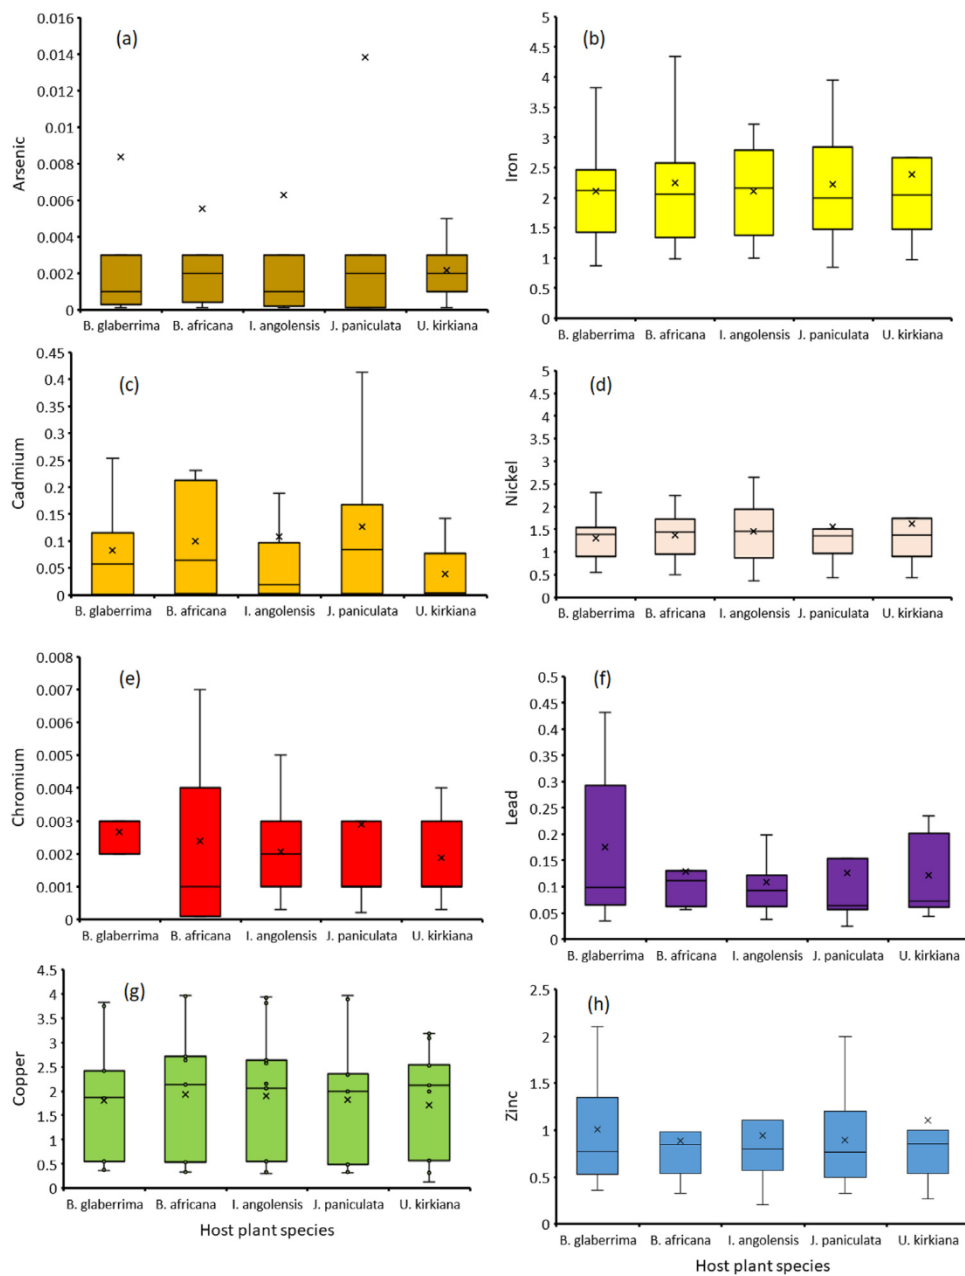 (a)
0.016
0.014
0.012
0.01
0.008
0.006
0.004
0.002
0
Arsenic
B. glaberrima B. africana I. angolensis J. paniculata U. kirkiana
(b)
5
4.5
4
3.5
3
2.5
2
1.5
1
0.5
0
Iron
B. glaberrima B. africana I. angolensis J. paniculata U. kirkiana
(c)
0.45
0.4
0.35
0.3
0.25
0.2
0.15
0.1
0.05
0
Cadmium
B. glaberrima B. africana I. angolensis J. paniculata U. kirkiana
(d)
5
4.5
4
3.5
3
2.5
2
1.5
1
0.5
0
Nickel
B. glaberrima B. africana I. angolensis J. paniculata U. kirkiana
(e)
0.008
0.007
0.006
0.005
0.004
0.003
0.002
0.001
0
Chromium
B. glaberrima B. africana I. angolensis J. paniculata U. kirkiana
(f)
0.5
0.45
0.4
0.35
0.3
0.25
0.2
0.15
0.1
0.05
0
Lead
B. glaberrima B. africana I. angolensis J. paniculata U. kirkiana
(g)
4.5
4
3.5
3
2.5
2
1.5
1
0.5
0
Copper
B. glaberrima B. africana I. angolensis J. paniculata U. kirkiana
Host plant species
(h)
2.5
2
1.5
1
0.5
0
Zinc
B. glaberrima B. africana I. angolensis J. paniculata U. kirkiana
Host plant species